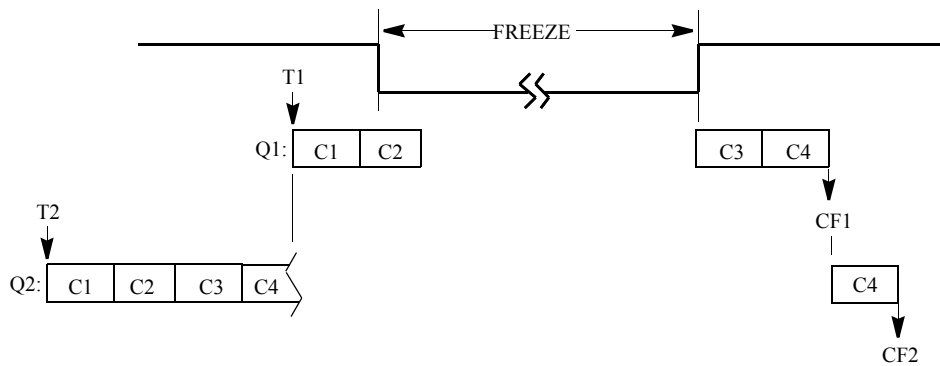 FREEZE
T1
Q1: C1 C2 C3 C4
T2
CF1
Q2: C1 C2 C3 C4 C4
CF2